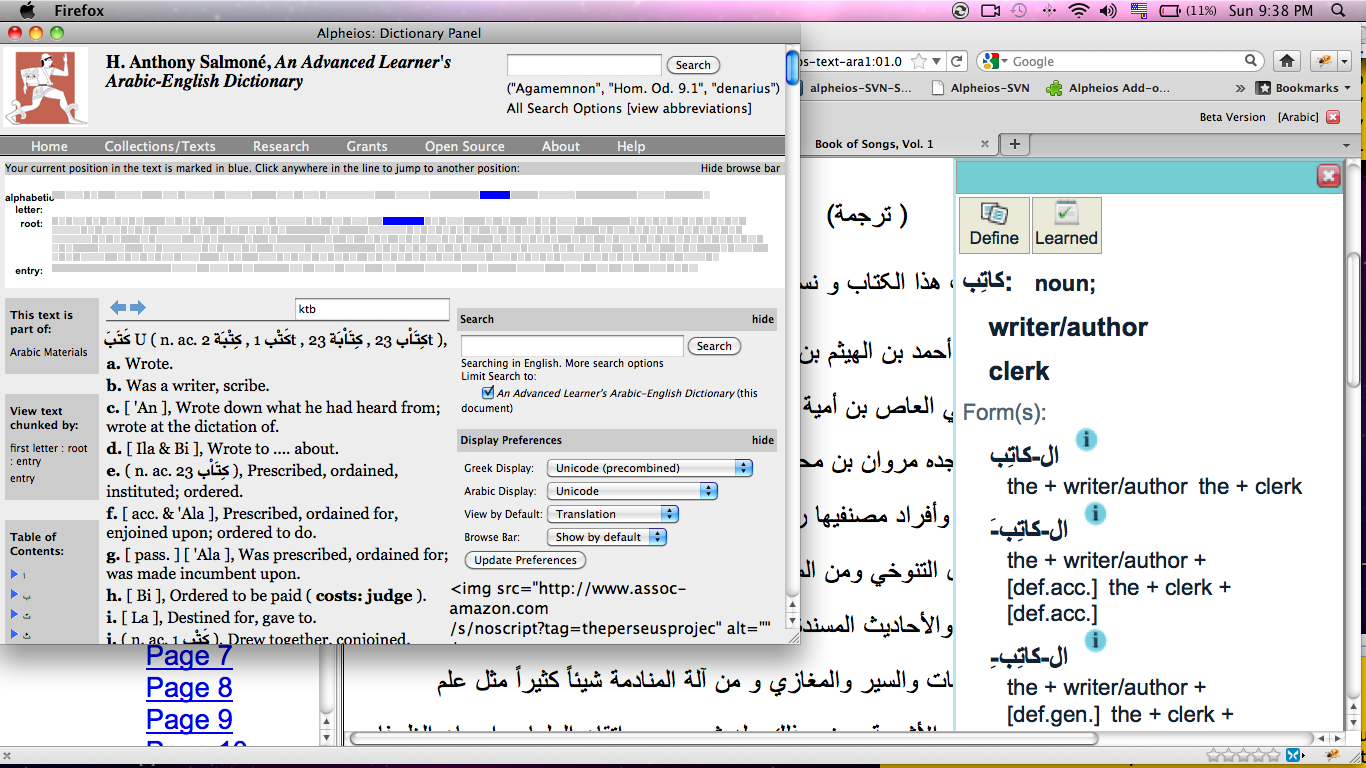 Firefox
(11%) Sun 9:38 PM
Alpheios: Dictionary Panel
H. Anthony Salmoné, An Advanced Learner's
Arabic-English Dictionary
Search
("Agamemnon", "Hom. Od. 9.1", "denarius")
All Search Options [view abbreviations]
Home Collections/Texts Research Grants Open Source About Help
Your current position in the text is marked in blue. Click anywhere in the line to jump to another position: Hide browse bar
alphabetic
letter:
root:
entry:
This text is
part of:
Arabic Materials
View text
chunked by:
first letter : root
: entry
entry
Table of
Contents:
ا
ب
ت
ث
ktb
كَتَبَ U ( n. ac. 2 كِتْبَة , 1 كَتْبt , 23 كِتَاْبَة , 23 كِتَاْبt ),
a. Wrote.
b. Was a writer, scribe.
c. [ 'An ], Wrote down what he had heard from;
wrote at the dictation of.
d. [ Ila & Bi ], Wrote to .... about.
e. ( n. ac. 23 كِتَاْب ), Prescribed, ordained,
instituted; ordered.
f. [ acc. & 'Ala ], Prescribed, ordained for,
enjoined upon; ordered to do.
g. [ pass. ] [ 'Ala ], Was prescribed, ordained for;
was made incumbent upon.
h. [ Bi ], Ordered to be paid ( costs: judge ).
i. [ La ], Destined for, gave to.
j. ( n. ac. 1 كَتْب ), Drew together, conjoined,
Search hide
Search
Searching in English. More search options
Limit Search to:
An Advanced Learner's Arabic-English Dictionary (this
document)
Display Preferences hide
Greek Display: Unicode (precombined)
Arabic Display: Unicode
View by Default: Translation
Browse Bar: Show by default
Update Preferences
<img src="http://www.assoc-
amazon.com
/s/noscript?tag=theperseusprojec" alt=""
Page 7
Page 8
Page 9
Page 10
os-text-ara1:01.0 Google
alpheios-SVN-S... Alpheios-SVN Alpheios Add-o... » Bookmarks
Beta Version [Arabic]
Book of Songs, Vol. 1
( ترجمة)
هذا الكتاب و نس
أحمد بن الهيثم بن
ي العاص بن أمية
جده مروان بن مح
وأفراد مصنفيها ر
التنوخي ومن الم
والأحاديث المسندة
ات والسير والمغازي و من آلة المنادمة شيئاً كثيراً مثل علم
Define Learned
كاتِب: noun;
writer/author
clerk
Form(s):
ال-كاتِب
the + writer/author the + clerk
ال-كاتِب-َ
the + writer/author +
[def.acc.] the + clerk +
[def.acc.]
ال-كاتِب-ِ
the + writer/author +
[def.gen.] the + clerk +